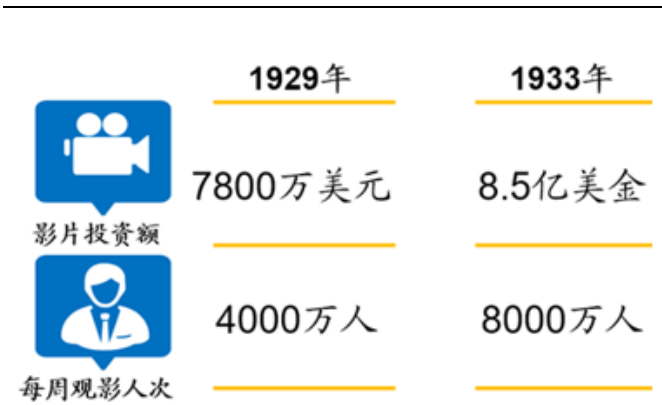 1929年 1933年
7800万美元 8.5亿美金
影片投资额
4000万人 8000万人
每周观影人次